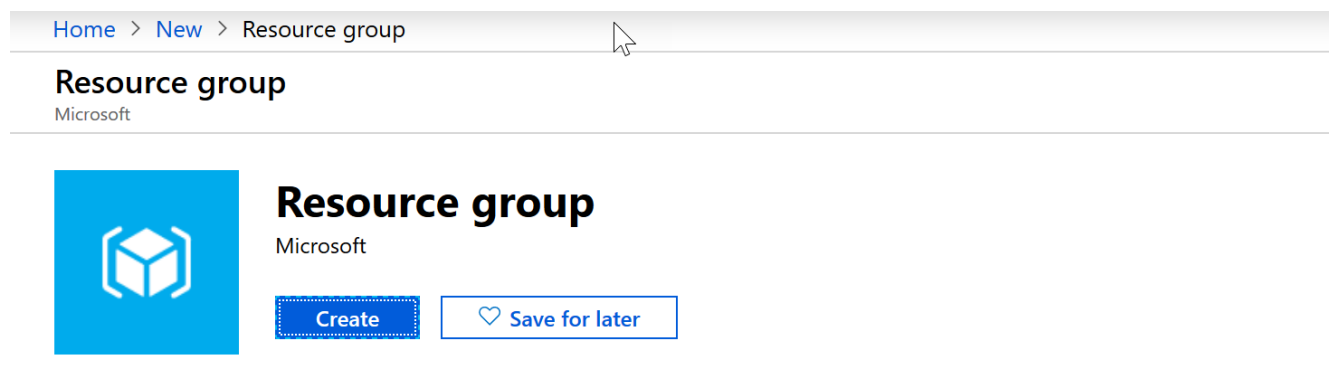 Home > New > Resource group
Resource group
Microsoft
Resource group
Microsoft
Create
Save for later